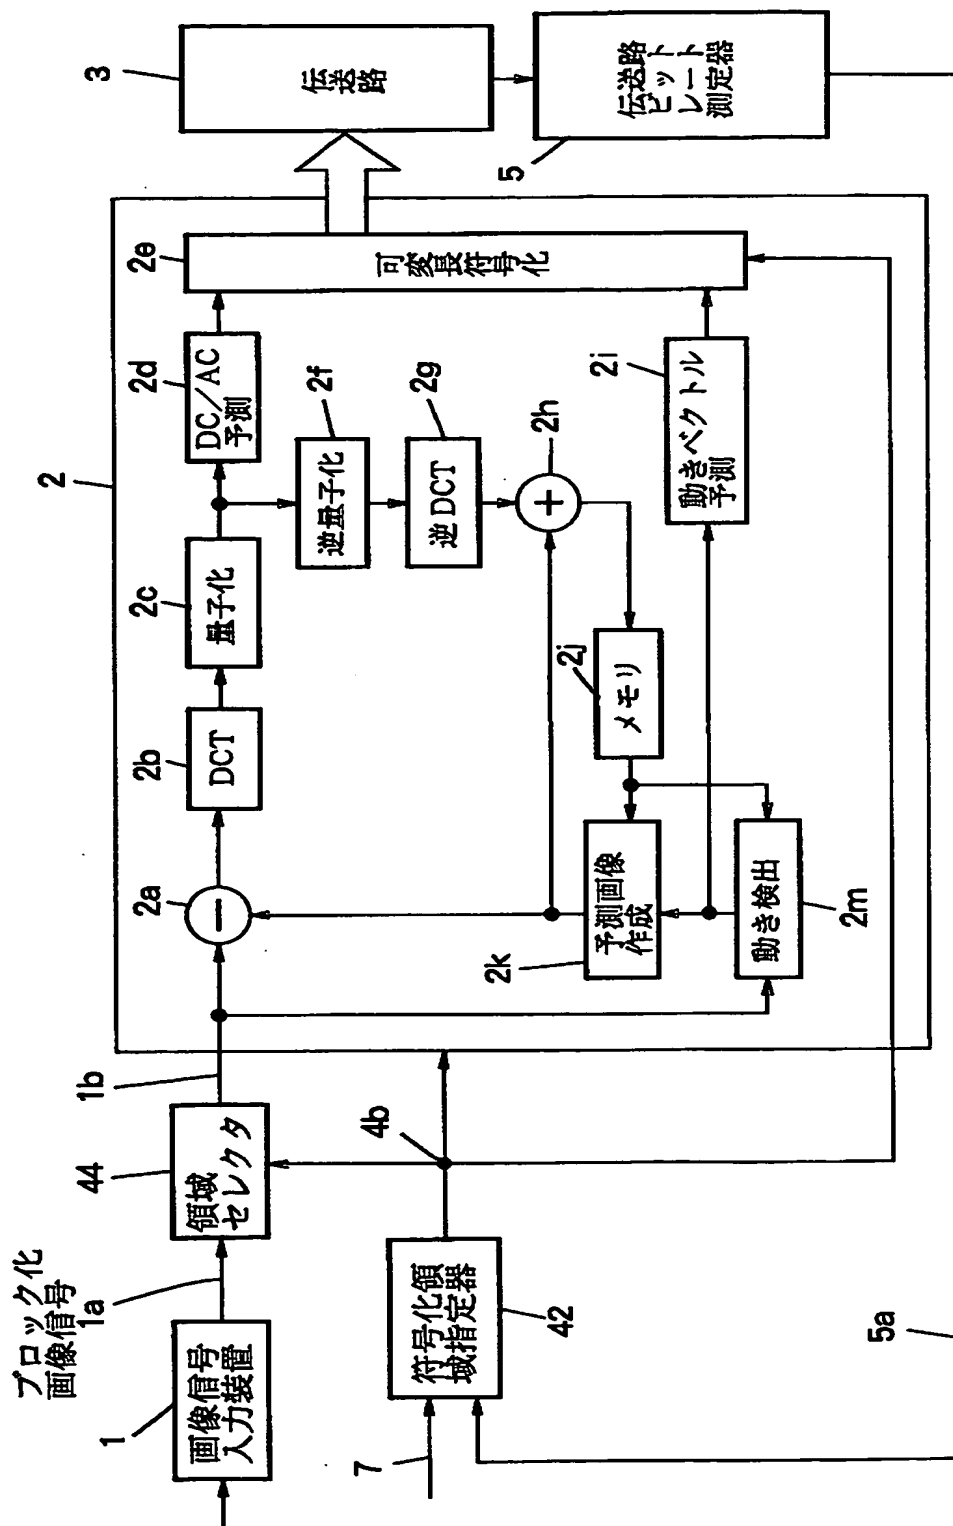 ブロック化
画像信号
1
画像信号
入力装置
1a
44
領域
セレクタ
1b
7
符号化領
域指定器
42
4b
2
2a
2b
DCT
2c
量子化
2d
DC/AC
予測
2e
可変長符号化
2f
逆量子化
2g
逆DCT
2h
2i
動きベクトル
予測
2j
メモリ
2k
予測画像
作成
2m
動き検出
3
伝送路
5
伝送路
ビット
レート
測定器
5a